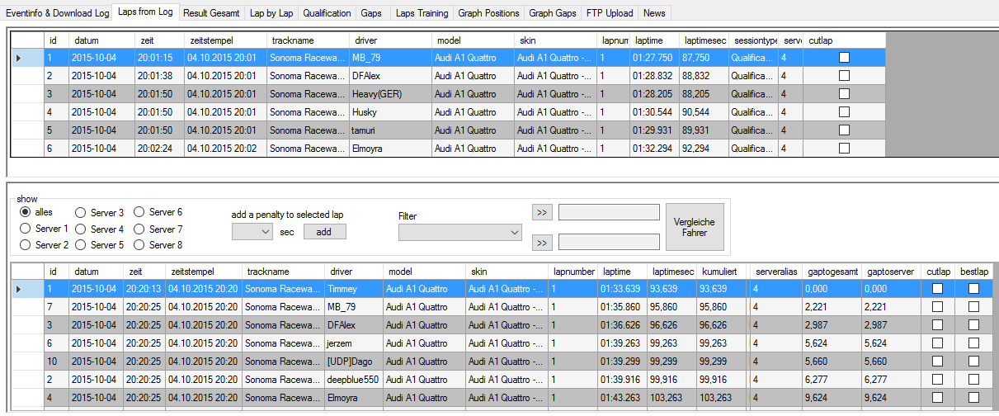 Eventinfo & Download Log Laps from Log Result Gesamt Lap by Lap Qualification Gaps Laps Training Graph Positions Graph Gaps FTP Upload News
id datum zeit zeitstempel trackname driver model skin lapnum laptime laptimesec sessiontype serve cutlap
1 2015-10-04 20:01:15 04.10.2015 20:01 Sonoma Racewa... MB_79 Audi A1 Quattro Audi A1 Quattro -... 1 01:27.750 87,750 Qualifica... 4
2 2015-10-04 20:01:38 04.10.2015 20:01 Sonoma Racewa... DFAlex Audi A1 Quattro Audi A1 Quattro -... 1 01:28.832 88,832 Qualifica... 4
3 2015-10-04 20:01:50 04.10.2015 20:01 Sonoma Racewa... Heavy(GER) Audi A1 Quattro Audi A1 Quattro -... 1 01:28.205 88,205 Qualifica... 4
4 2015-10-04 20:01:50 04.10.2015 20:01 Sonoma Racewa... Husky Audi A1 Quattro Audi A1 Quattro -... 1 01:30.544 90,544 Qualifica... 4
5 2015-10-04 20:01:50 04.10.2015 20:01 Sonoma Racewa... tamuri Audi A1 Quattro Audi A1 Quattro -... 1 01:29.931 89,931 Qualifica... 4
6 2015-10-04 20:02:24 04.10.2015 20:02 Sonoma Racewa... Elmoyra Audi A1 Quattro Audi A1 Quattro -... 1 01:32.294 92,294 Qualifica... 4
show
alles Server 3 Server 6
Server 1 Server 4 Server 7
Server 2 Server 5 Server 8
add a penalty to selected lap
sec add
Filter
>>
>>
Vergleiche
Fahrer
id datum zeit zeitstempel trackname driver model skin lapnumber laptime laptimesec kumuliert serveralias gaptogesamt gaptoserver cutlap bestlap
1 2015-10-04 20:20:13 04.10.2015 20:20 Sonoma Racewa... Timmey Audi A1 Quattro Audi A1 Quattro -... 1 01:33.639 93,639 93,639 4 0,000 0,000
7 2015-10-04 20:20:25 04.10.2015 20:20 Sonoma Racewa... MB_79 Audi A1 Quattro Audi A1 Quattro -... 1 01:35.860 95,860 95,860 4 2,221 2,221
3 2015-10-04 20:20:25 04.10.2015 20:20 Sonoma Racewa... DFAlex Audi A1 Quattro Audi A1 Quattro -... 1 01:36.626 96,626 96,626 4 2,987 2,987
6 2015-10-04 20:20:25 04.10.2015 20:20 Sonoma Racewa... jerzem Audi A1 Quattro Audi A1 Quattro -... 1 01:39.263 99,263 99,263 4 5,624 5,624
10 2015-10-04 20:20:25 04.10.2015 20:20 Sonoma Racewa... [UDP]Dago Audi A1 Quattro Audi A1 Quattro -... 1 01:39.299 99,299 99,299 4 5,660 5,660
2 2015-10-04 20:20:25 04.10.2015 20:20 Sonoma Racewa... deepblue550 Audi A1 Quattro Audi A1 Quattro -... 1 01:39.916 99,916 99,916 4 6,277 6,277
4 2015-10-04 20:20:25 04.10.2015 20:20 Sonoma Racewa... Elmoyra Audi A1 Quattro Audi A1 Quattro -... 1 01:43.263 103,263 103,263 4 9,624 9,624